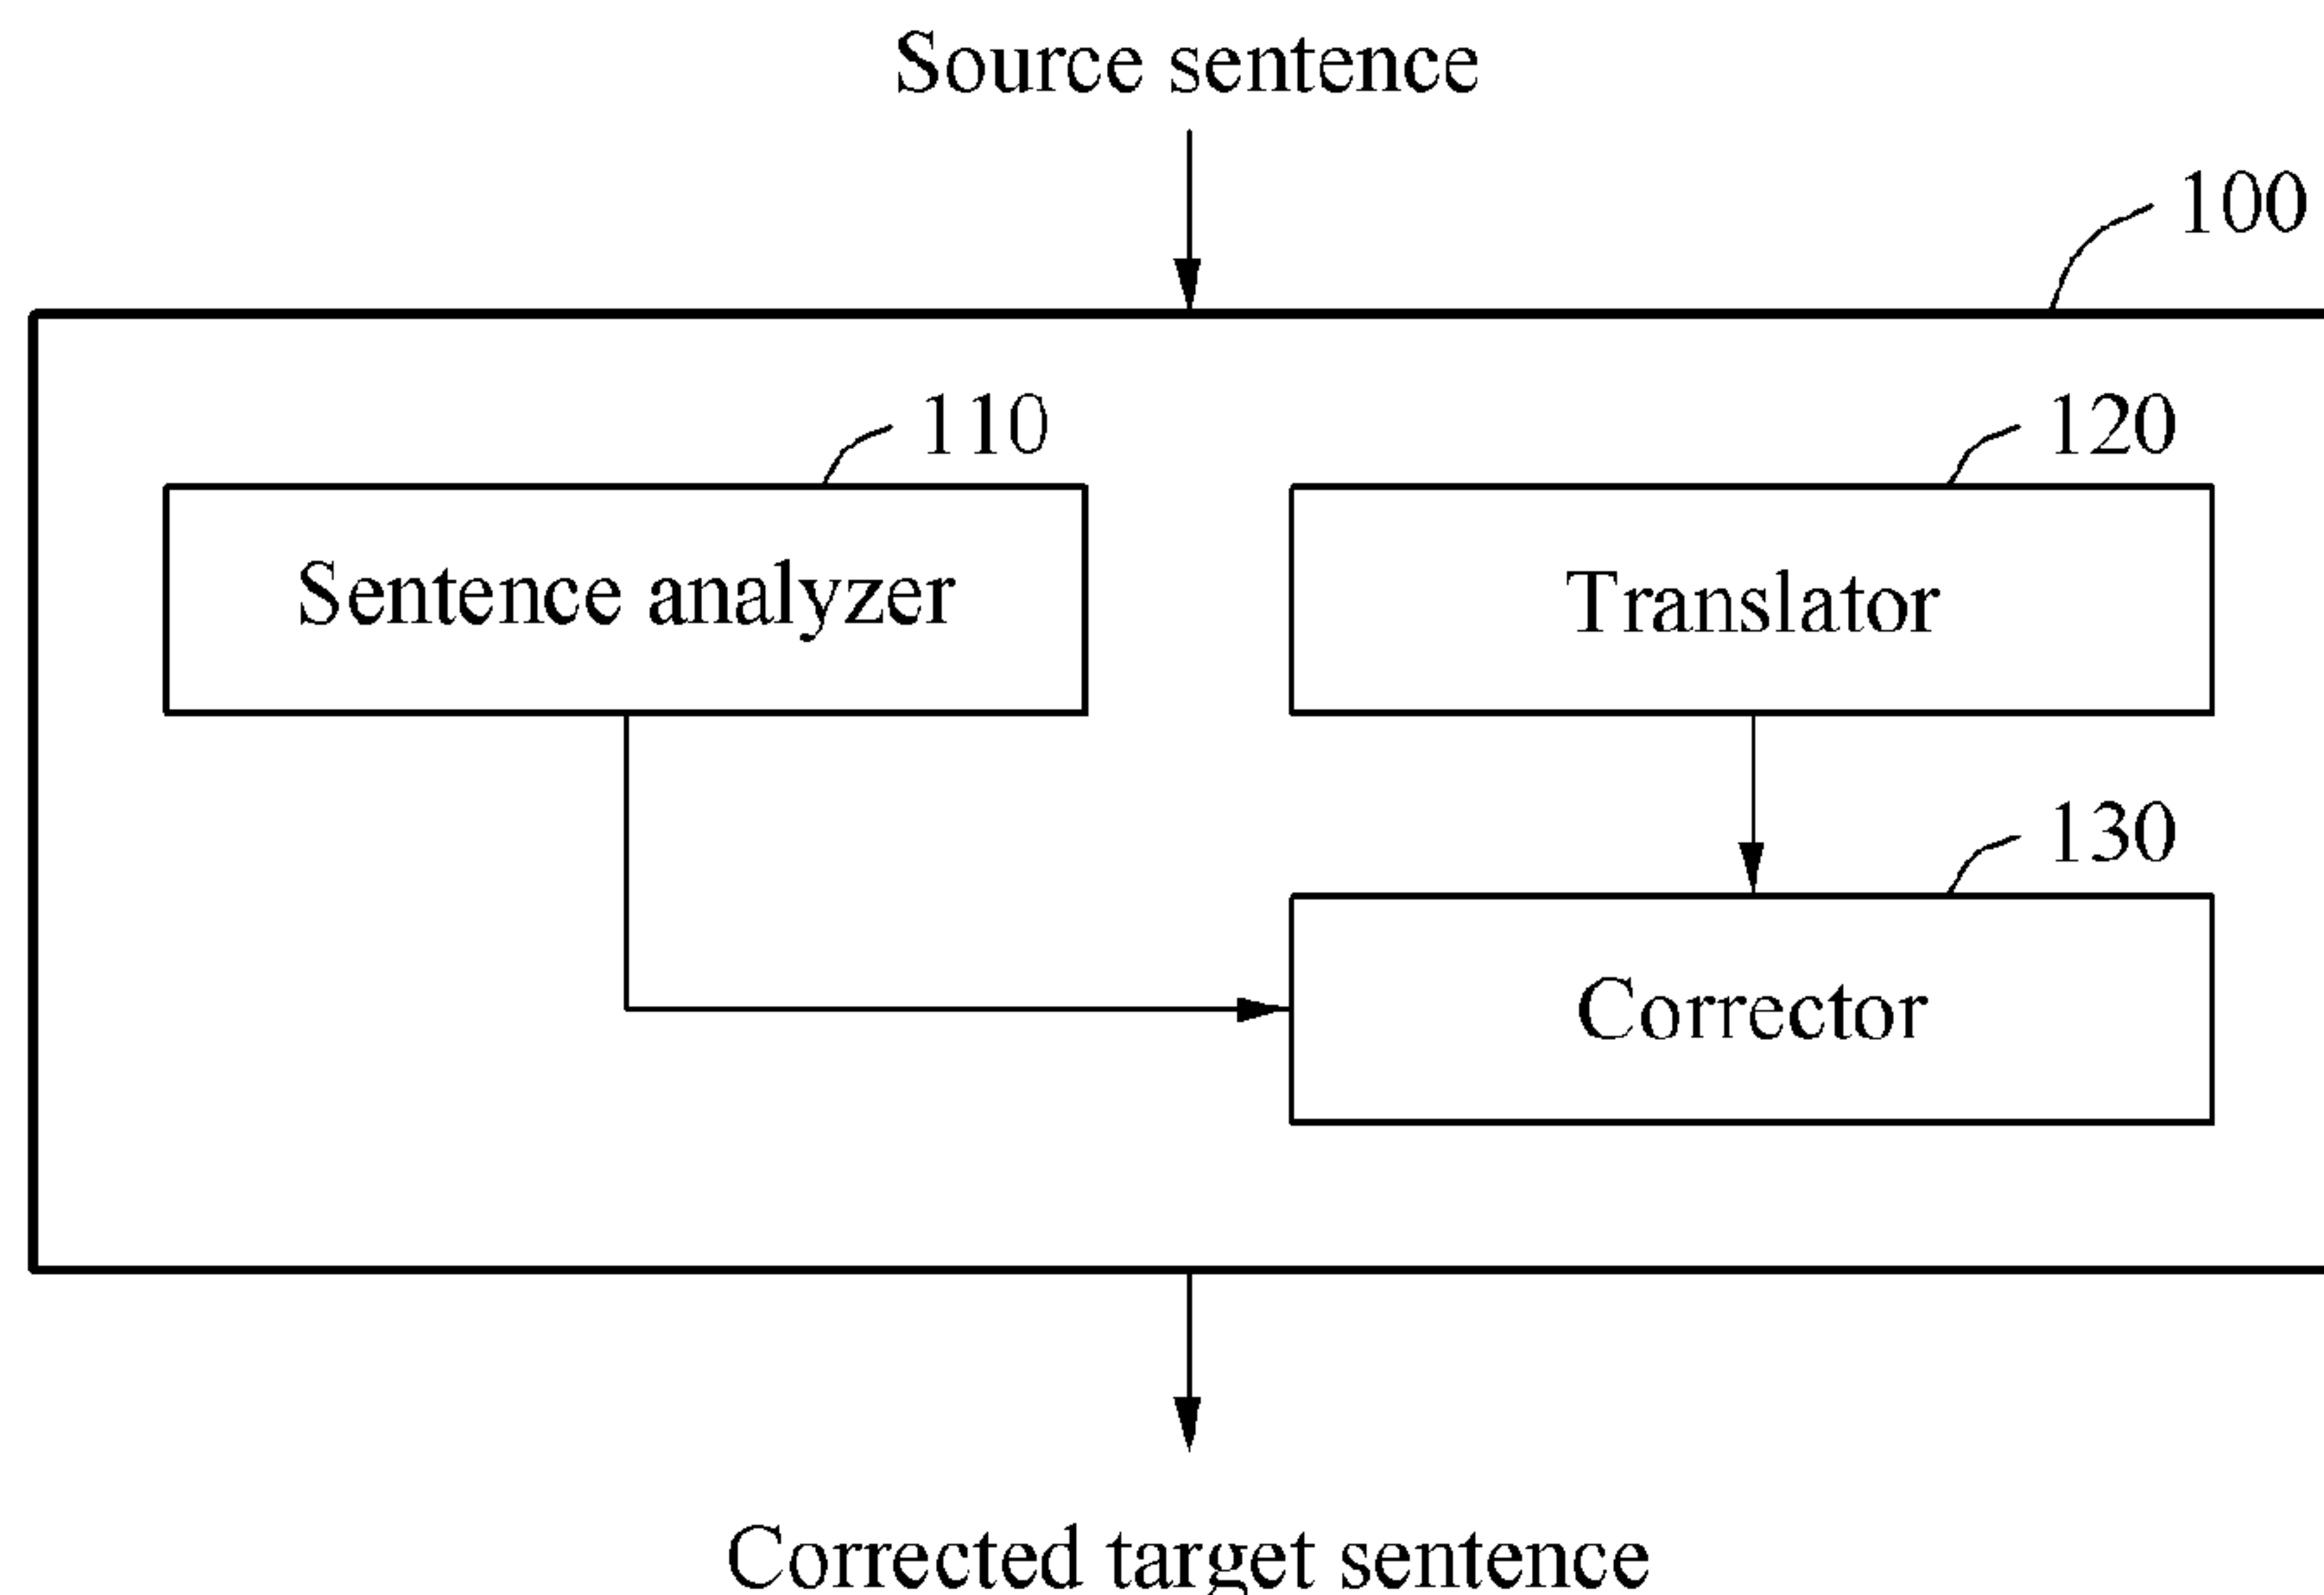 Source sentence
100
110
120
Sentence analyzer
Translator
130
Corrector
Corrected target sentence